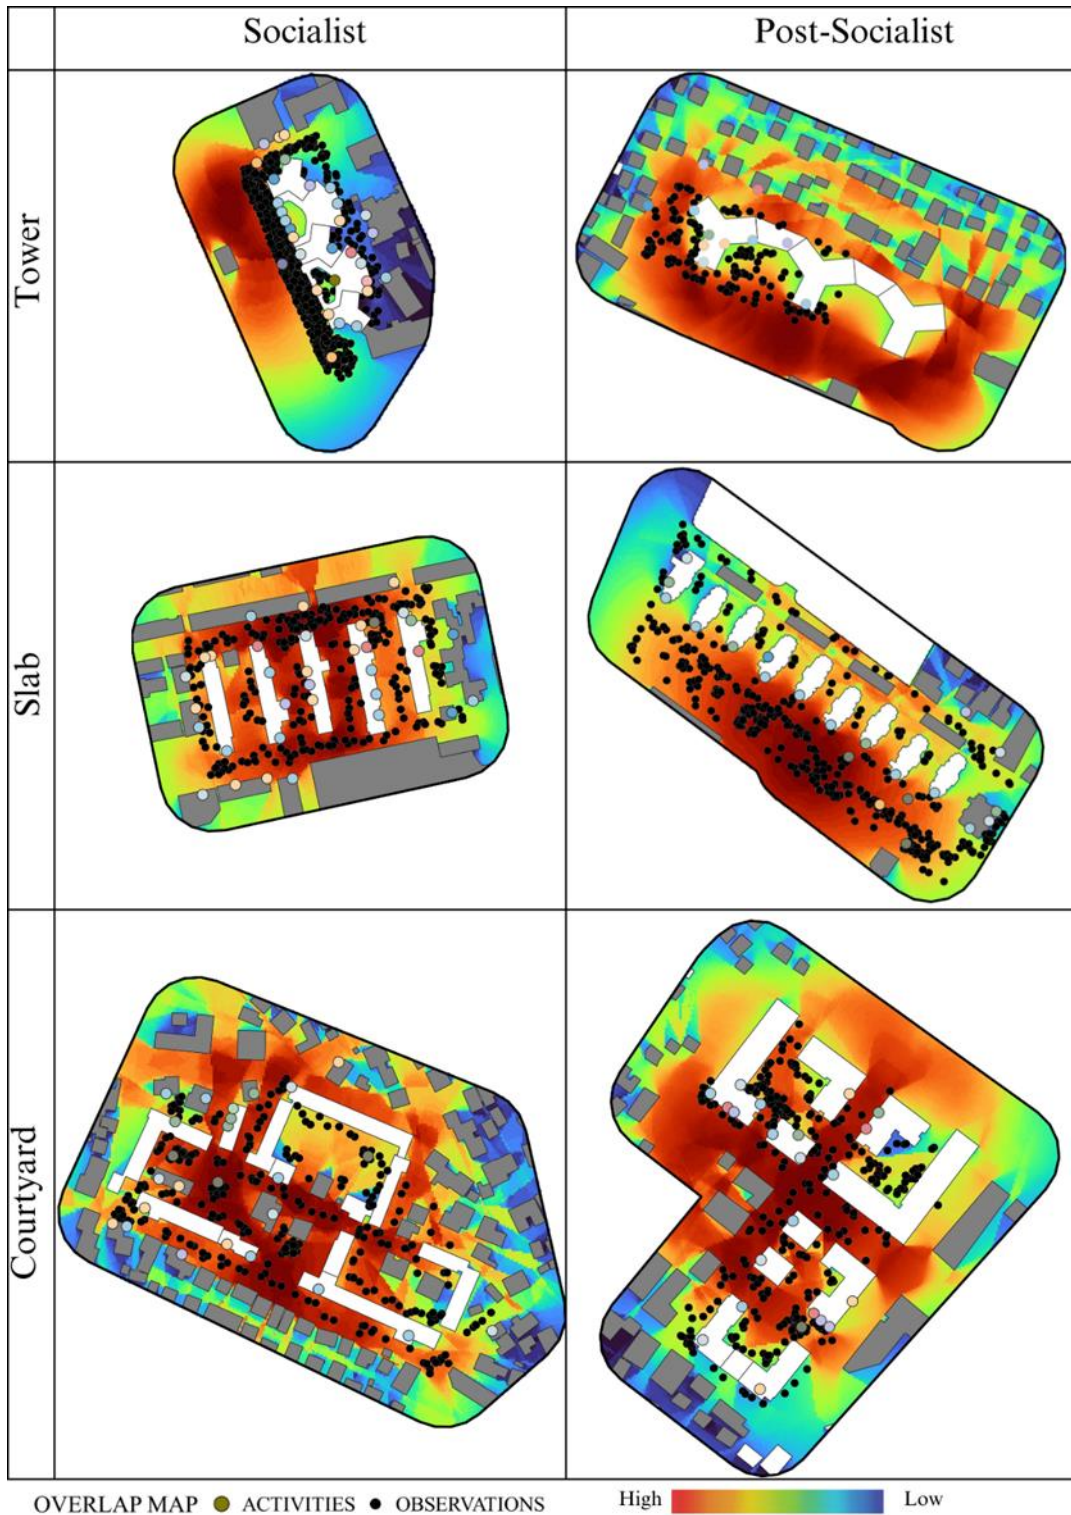 Socialist
Post-Socialist
Tower
Slab
Courtyard
OVERLAP MAP ACTIVITIES OBSERVATIONS High Low